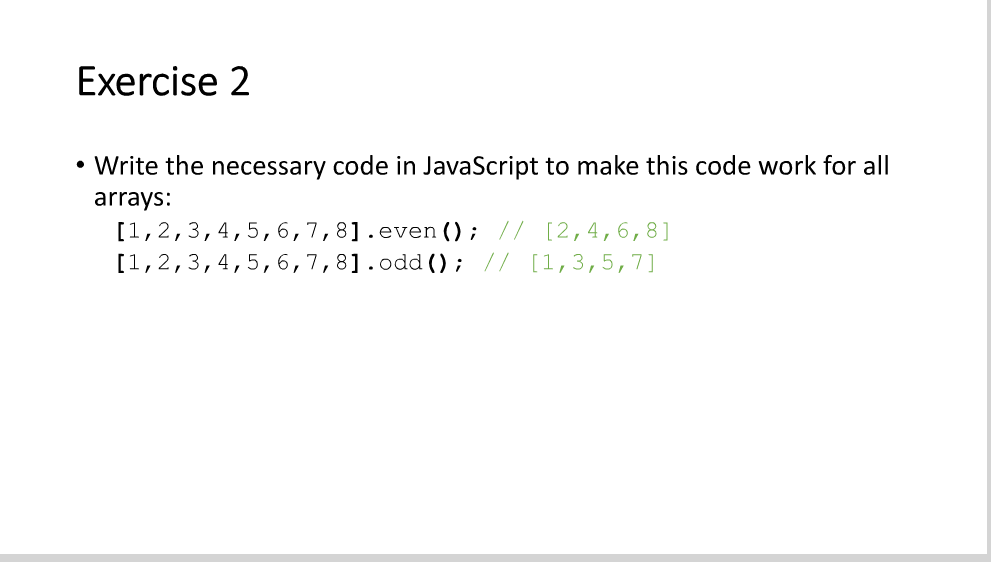 Exercise 2
• Write the necessary code in JavaScript to make this code work for all
arrays:
[1,2,3,4,5,6,7,8].even(); // [2,4,6,8]
[1,2,3,4,5,6,7,8].odd(); // [1,3,5,7]